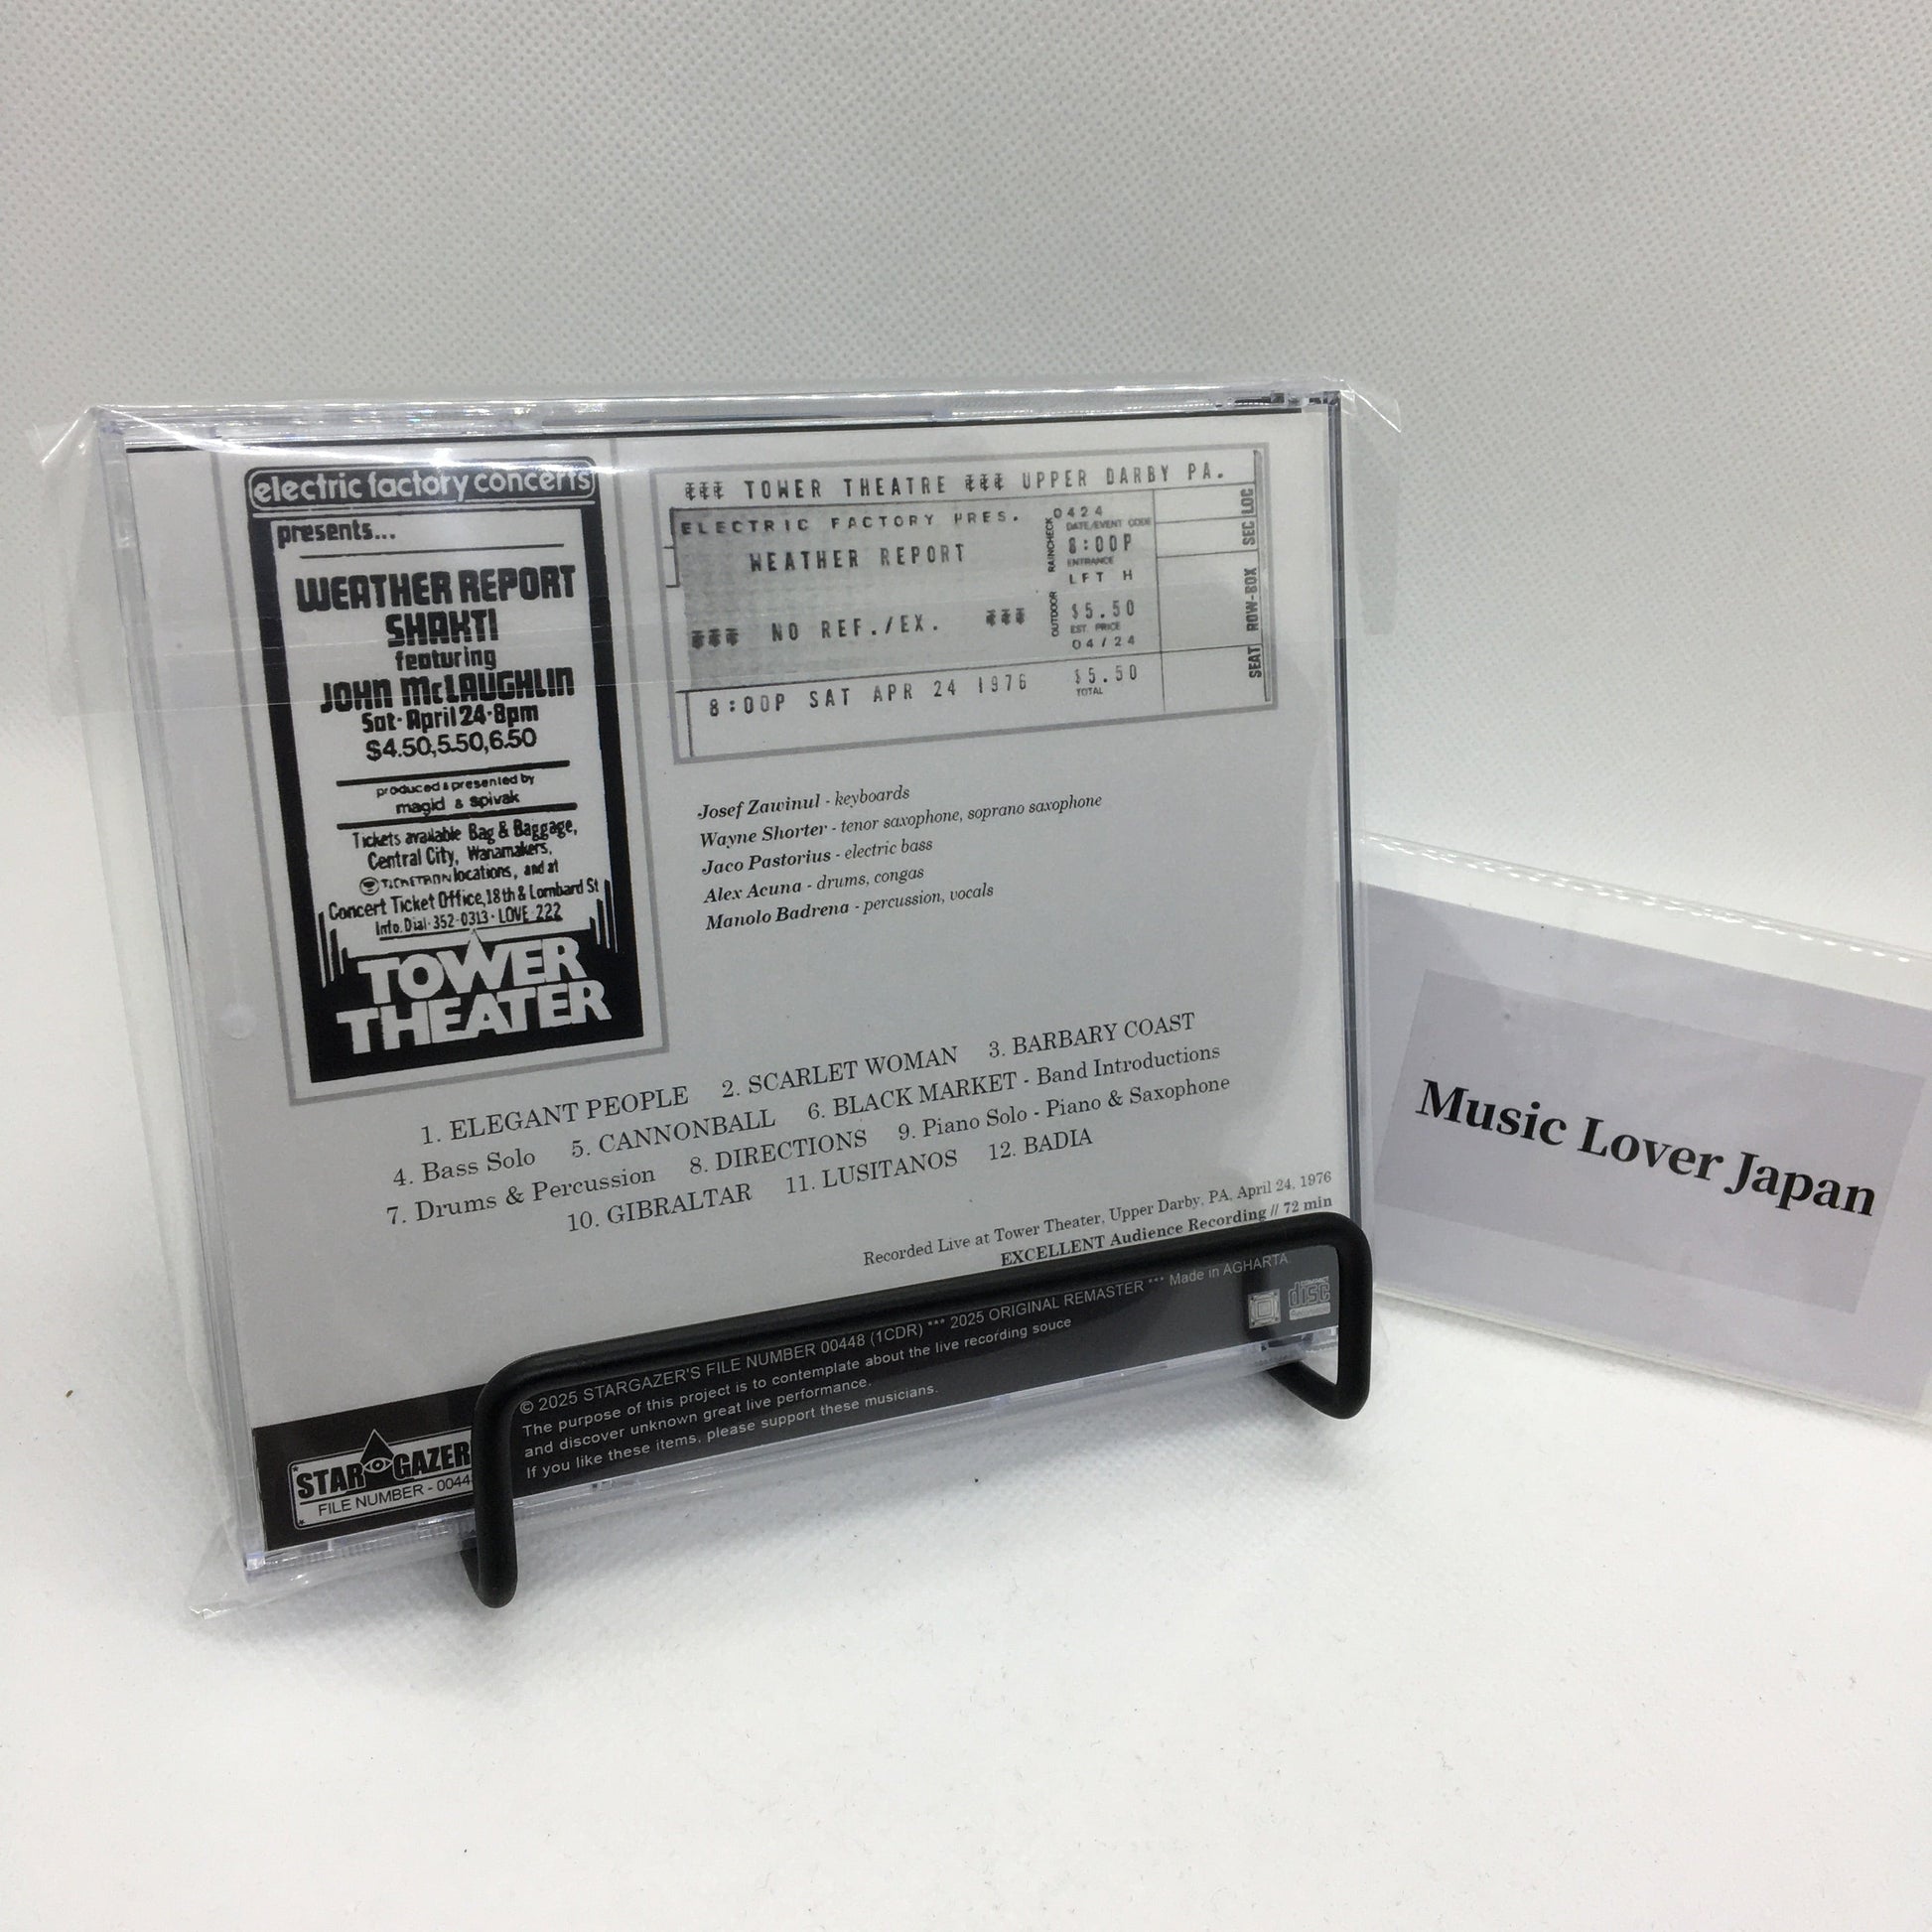 electric factory concerts
presents...
WEATHER REPORT
SHAKTI
featuring
JOHN McLAUGHLIN
Sat·April 24·8pm
$4.50,5.50,6.50
produced & presented by
magid & spivak
Tickets available Bag & Baggage,
Central City, Wanamakers,
TICKETRON locations, and at
Concert Ticket Office, 18th & Lombard St
Info. Dial·352-0313·LOVE 222
TOWER
THEATER
TOWER THEATRE UPPER DARBY PA.
ELECTRIC FACTORY PRES.
WEATHER REPORT
NO REF./EX.
8:00P SAT APR 24 1976
OUTDOOR RAINCHECK
0424
DATE/EVENT CODE
8:00P
ENTRANCE
LFT H
$5.50
EST. PRICE
04/24
$5.50
TOTAL
SEAT ROW-BOX SEC LOC
Josef Zawinul - keyboards
Wayne Shorter - tenor saxophone, soprano saxophone
Jaco Pastorius - electric bass
Alex Acuna - drums, congas
Manolo Badrena - percussion, vocals
1. ELEGANT PEOPLE 2. SCARLET WOMAN 3. BARBARY COAST
4. Bass Solo 5. CANNONBALL 6. BLACK MARKET - Band Introductions
7. Drums & Percussion 8. DIRECTIONS 9. Piano Solo - Piano & Saxophone
10. GIBRALTAR 11. LUSITANOS 12. BADIA
Recorded Live at Tower Theater, Upper Darby, PA, April 24, 1976
EXCELLENT Audience Recording // 72 min
© 2025 STARGAZER'S FILE NUMBER 00448 (1CDR) *** 2025 ORIGINAL REMASTER *** Made in AGHARTA
The purpose of this project is to contemplate about the live recording souce
and discover unknown great live performance.
If you like these items, please support these musicians.
STAR GAZER
FILE NUMBER - 0044
COMPACT
disc
Music Lover Japan